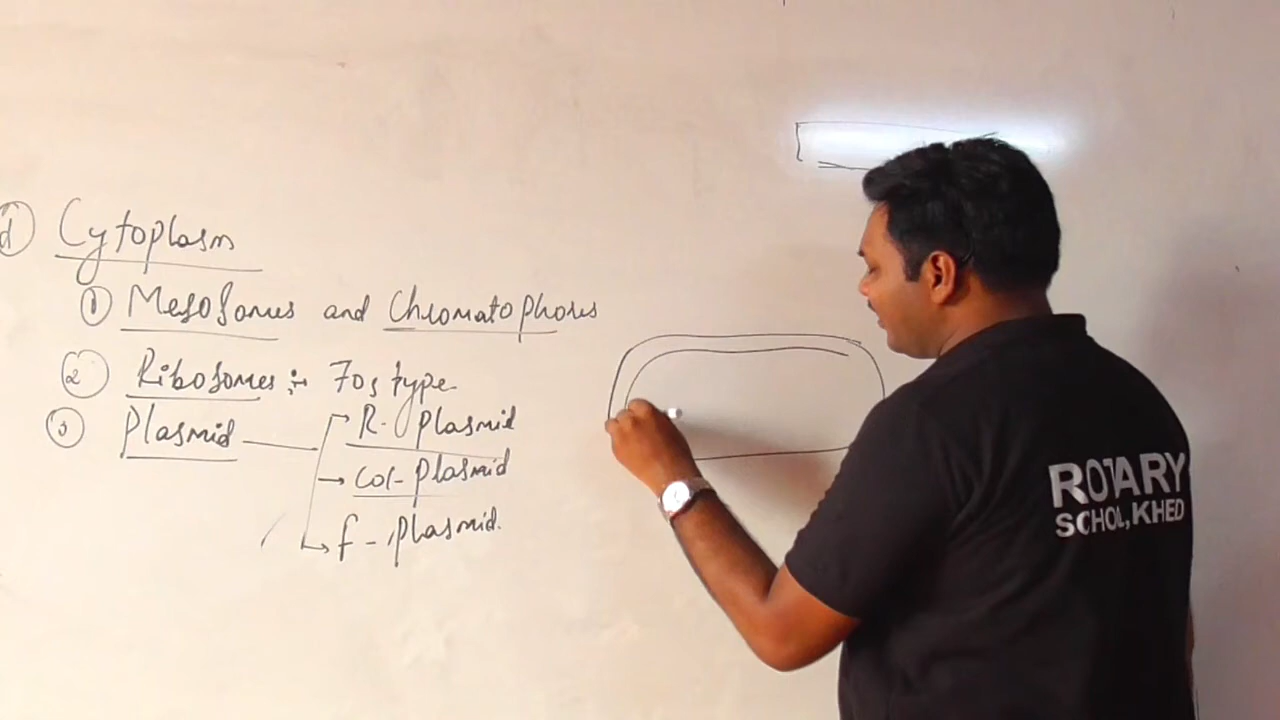 d Cytoplasm
1 Mesosomes and Chromatophores
2 Ribosomes :- 70s type
3 Plasmid
R- plasmid
→ col- plasmid
f - plasmid.
ROTARY
SCHOOL, KHED